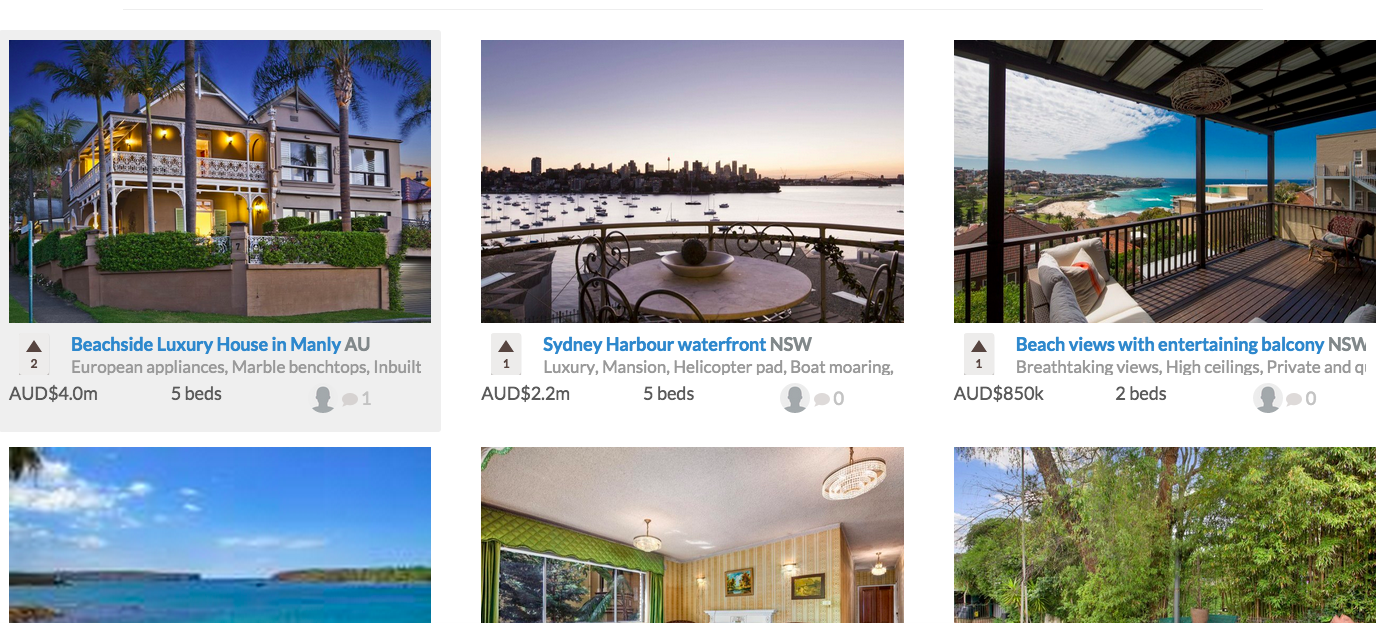 Beachside Luxury House in Manly AU
2
European appliances, Marble benchtops, Inbuilt
AUD$4.0m 5 beds 1
Sydney Harbour waterfront NSW
1
Luxury, Mansion, Helicopter pad, Boat moaring,
AUD$2.2m 5 beds 0
Beach views with entertaining balcony NSW
1
Breathtaking views, High ceilings, Private and
AUD$850k 2 beds 0